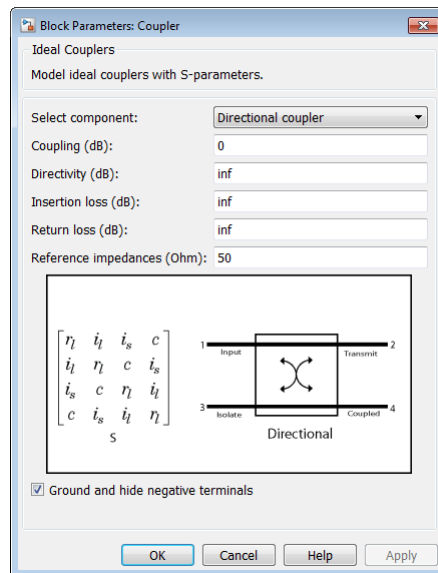 Block Parameters: Coupler
Ideal Couplers
Model ideal couplers with S-parameters.
Select component: Directional coupler
Coupling (dB): 0
Directivity (dB): inf
Insertion loss (dB): inf
Return loss (dB): inf
Reference impedances (Ohm): 50
r_l i_l i_s c
i_l r_l c i_s
i_s c r_l i_l
c i_s i_l r_l
S
1 2
Input Transmit
3 4
Isolate Coupled
Directional
Ground and hide negative terminals
OK Cancel Help Apply